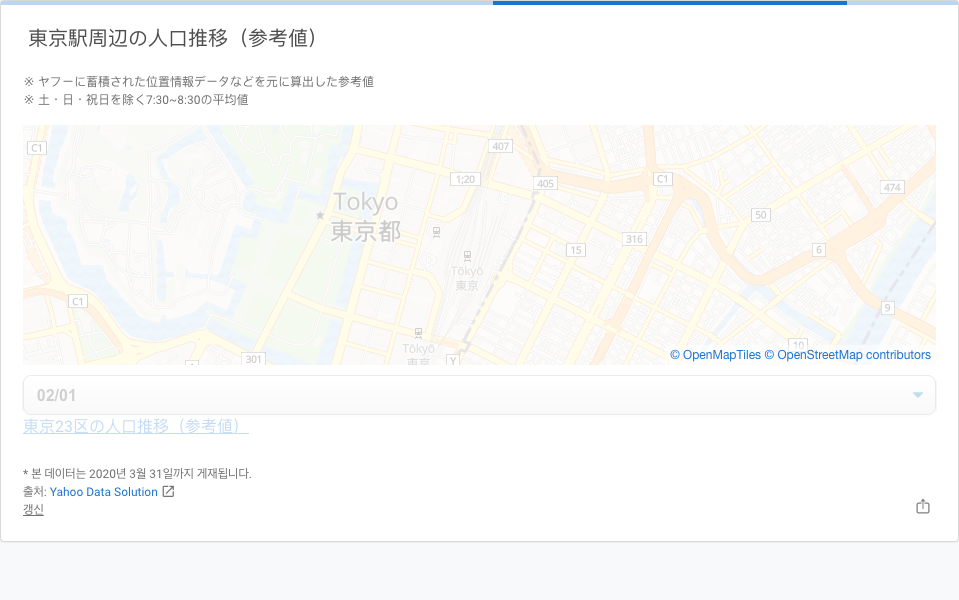 東京駅周辺の人口推移（参考値）
※ ヤフーに蓄積された位置情報データなどを元に算出した参考値
※ 土・日・祝日を除く7:30~8:30の平均値
C1
407
1;20
405
C1
474
Tokyo
東京都
50
316
15
6
Tōkyō
東京
C1
9
10
Tōkyō
東京
301
1
Y
© OpenMapTiles © OpenStreetMap contributors
02/01
東京23区の人口推移（参考値）
* 본 데이터는 2020년 3월 31일까지 게재됩니다.
출처: Yahoo Data Solution
갱신